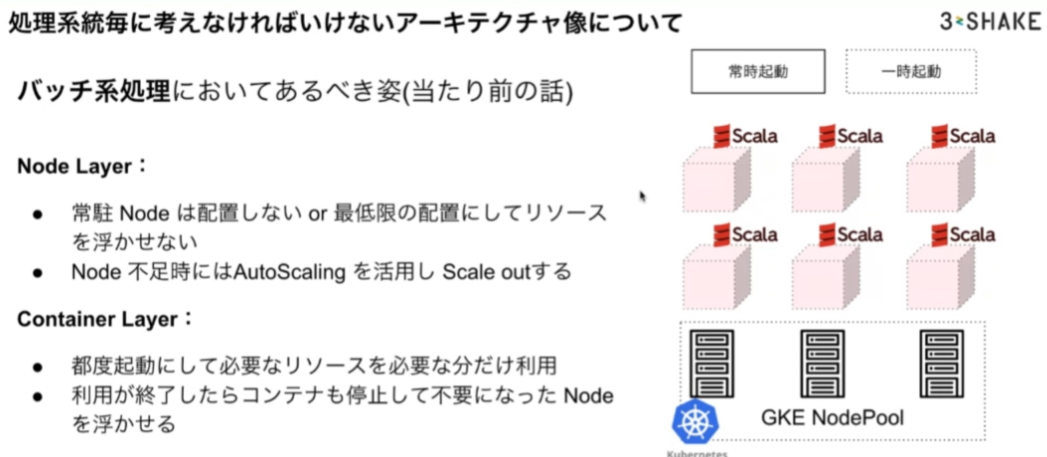 処理系統毎に考えなければいけないアーキテクチャ像について
3-SHAKE
バッチ系処理においてあるべき姿(当たり前の話)
常時起動
一時起動
Node Layer：
● 常駐 Node は配置しない or 最低限の配置にしてリソース
を浮かせない
● Node 不足時にはAutoScaling を活用し Scale outする
Container Layer：
● 都度起動にして必要なリソースを必要な分だけ利用
● 利用が終了したらコンテナも停止して不要になった Node
を浮かせる
Scala
Scala
Scala
Scala
Scala
Scala
GKE NodePool
Kubernetes